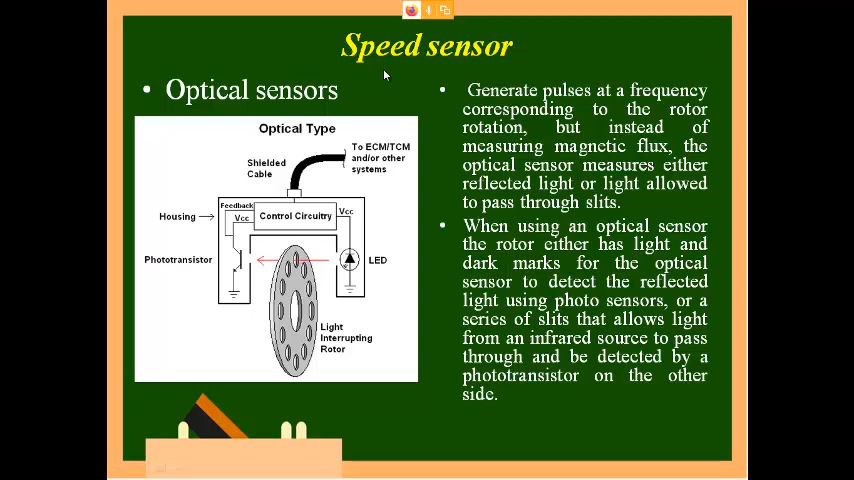 Speed sensor
• Optical sensors
Optical Type
To ECM/TCM
and/or other
systems
Shielded
Cable
Feedback
Vcc
Control Circuitry
Vcc
Housing
Phototransistor
LED
Light
Interrupting
Rotor
• Generate pulses at a frequency
corresponding to the rotor
rotation, but instead of
measuring magnetic flux, the
optical sensor measures either
reflected light or light allowed
to pass through slits.
• When using an optical sensor
the rotor either has light and
dark marks for the optical
sensor to detect the reflected
light using photo sensors, or a
series of slits that allows light
from an infrared source to pass
through and be detected by a
phototransistor on the other
side.